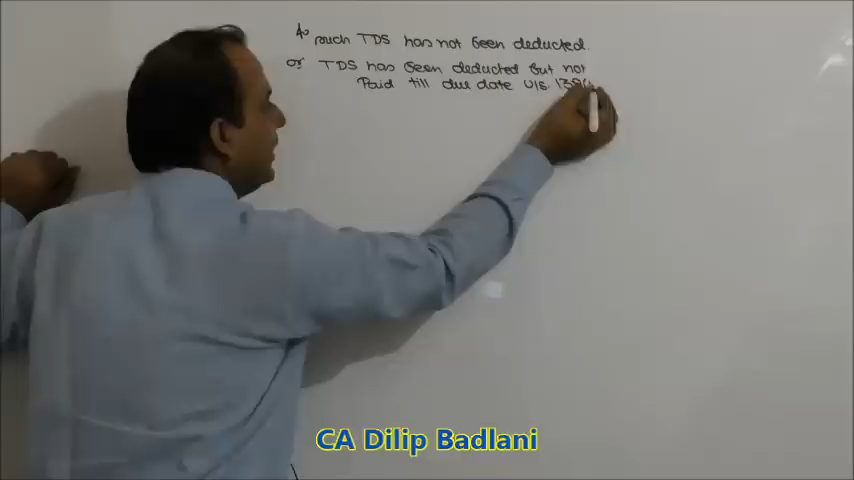 such TDS has not been deducted.
or TDS has been deducted but not
Paid till due date u/s. 139(
CA Dilip Badlani